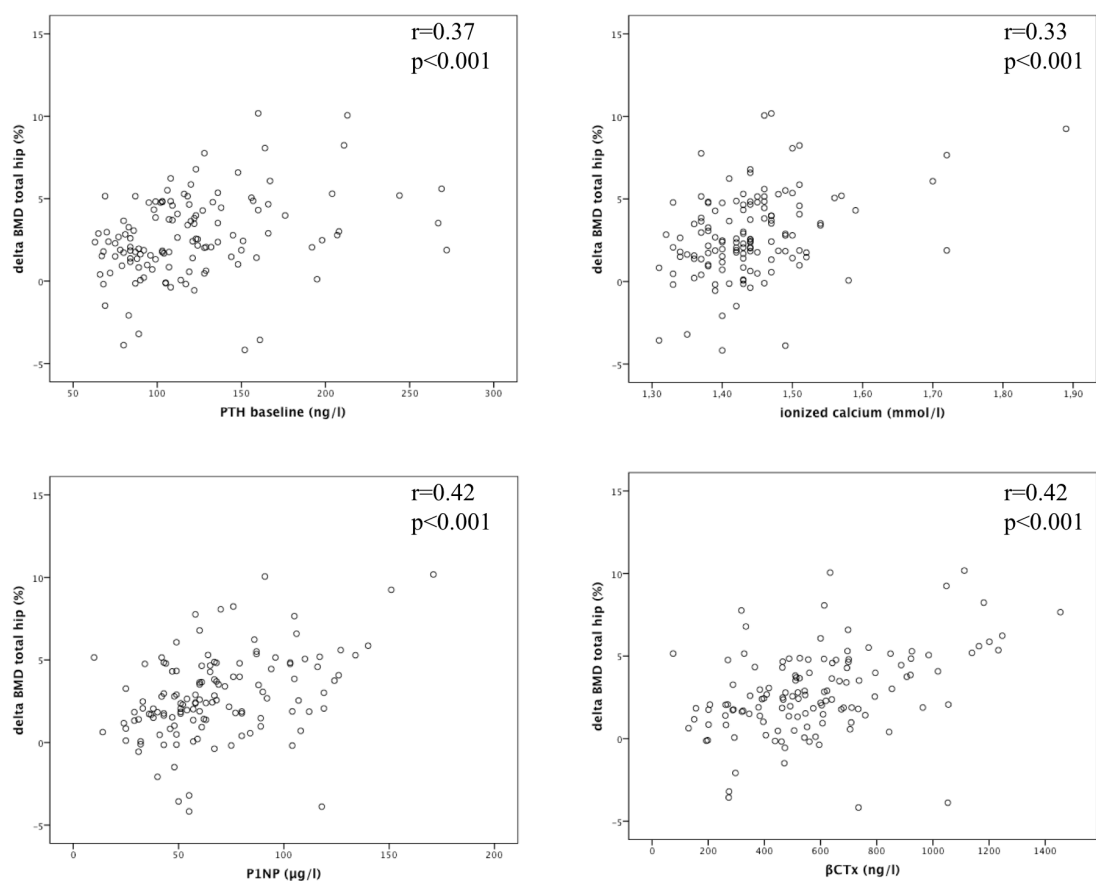 r=0.37
p<0.001
15
10
5
0
-5
delta BMD total hip (%)
50
100
150
200
250
300
PTH baseline (ng/l)
r=0.33
p<0.001
15
10
5
0
-5
delta BMD total hip (%)
1,30
1,40
1,50
1,60
1,70
1,80
1,90
ionized calcium (mmol/l)
r=0.42
p<0.001
15
10
5
0
-5
delta BMD total hip (%)
0
50
100
150
200
P1NP (µg/l)
r=0.42
p<0.001
15
10
5
0
-5
delta BMD total hip (%)
0
200
400
600
800
1000
1200
1400
βCTx (ng/l)